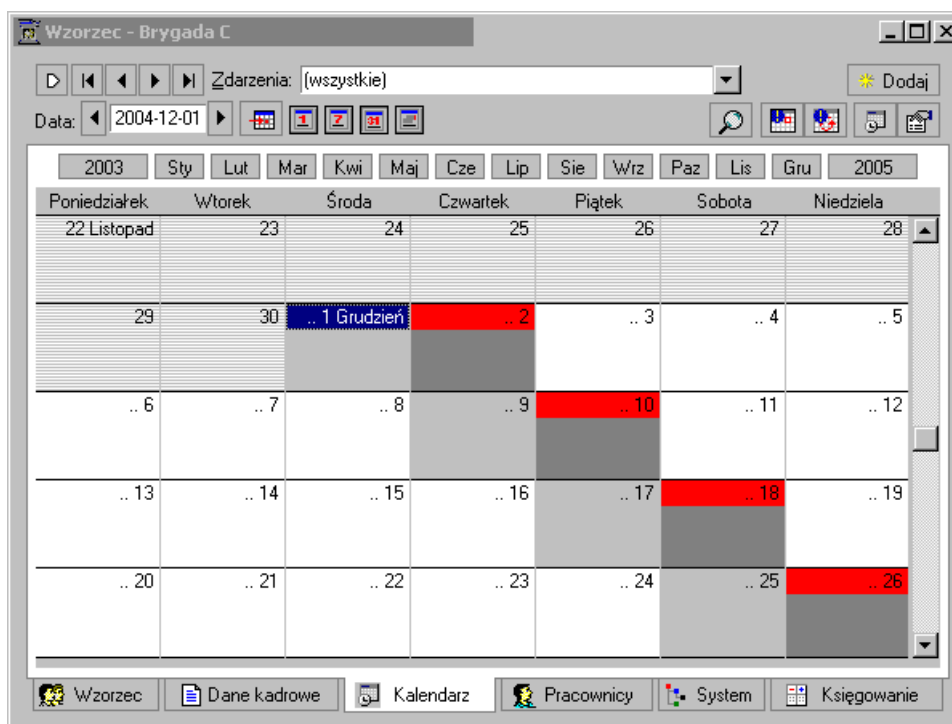 Wzorzec - Brygada C
Zdarzenia: (wszystkie) Dodaj
Data: 2004-12-01 1 7 31
2003 Sty Lut Mar Kwi Maj Cze Lip Sie Wrz Paz Lis Gru 2005
Poniedziałek Wtorek Środa Czwartek Piątek Sobota Niedziela
22 Listopad 23 24 25 26 27 28
29 30 .. 1 Grudzień .. 2 .. 3 .. 4 .. 5
.. 6 .. 7 .. 8 .. 9 .. 10 .. 11 .. 12
.. 13 .. 14 .. 15 .. 16 .. 17 .. 18 .. 19
.. 20 .. 21 .. 22 .. 23 .. 24 .. 25 .. 26
Wzorzec Dane kadrowe Kalendarz Pracownicy System Księgowanie